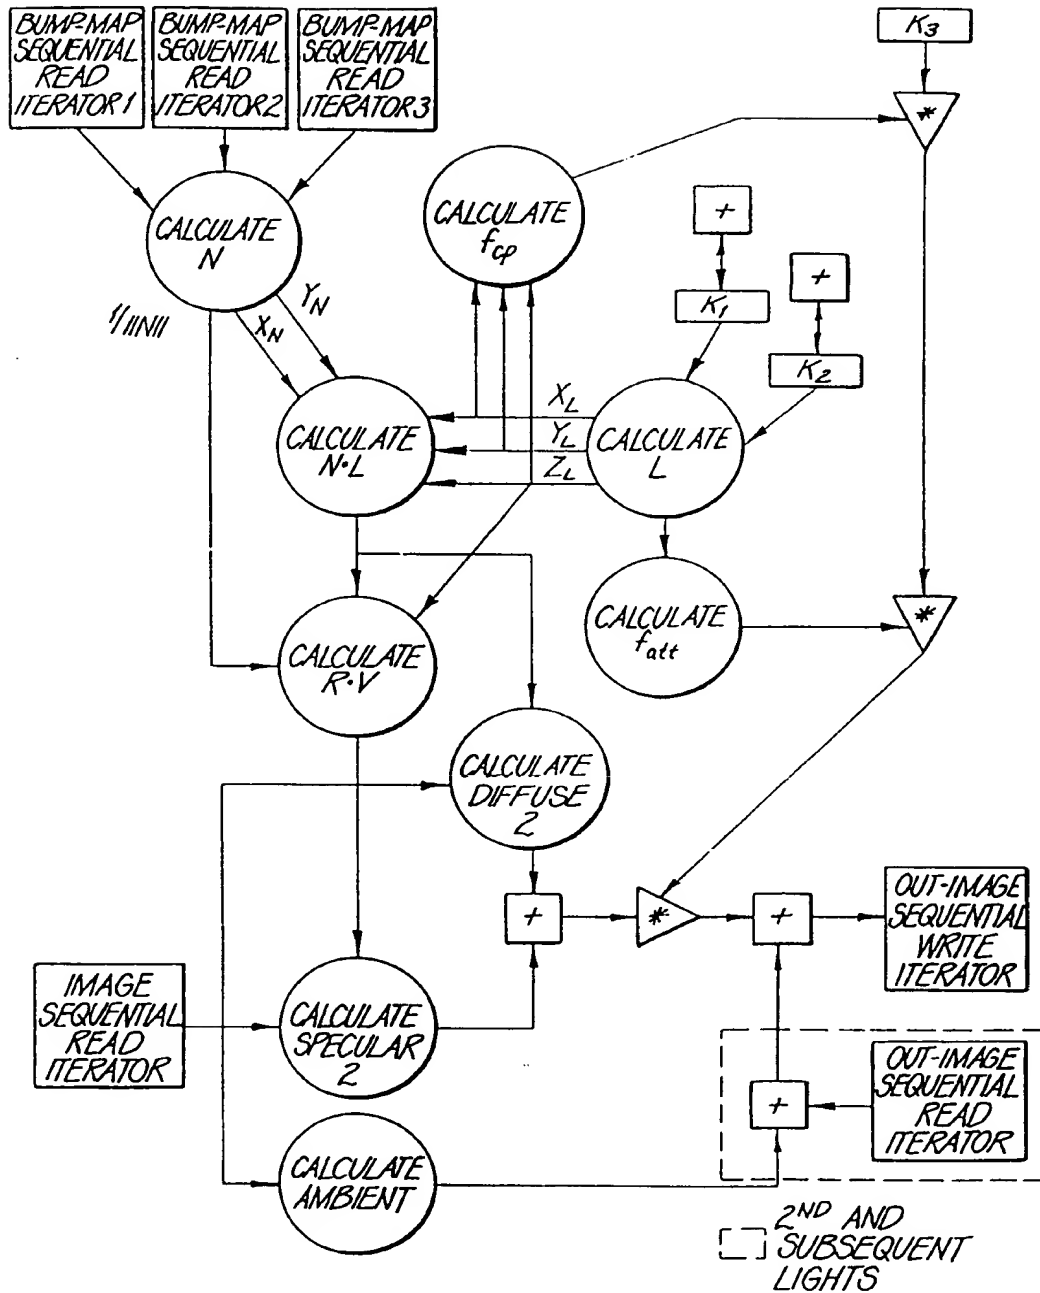 BUMP-MAP
SEQUENTIAL
READ
ITERATOR 1
BUMP-MAP
SEQUENTIAL
READ
ITERATOR 2
BUMP-MAP
SEQUENTIAL
READ
ITERATOR 3
K3
*
CALCULATE
N
CALCULATE
fcp
+
+
K1
K2
1/||N||
XN
YN
CALCULATE
N·L
XL
YL
ZL
CALCULATE
L
CALCULATE
fatt
*
CALCULATE
R·V
CALCULATE
DIFFUSE
2
+
*
+
OUT-IMAGE
SEQUENTIAL
WRITE
ITERATOR
IMAGE
SEQUENTIAL
READ
ITERATOR
CALCULATE
SPECULAR
2
+
OUT-IMAGE
SEQUENTIAL
READ
ITERATOR
CALCULATE
AMBIENT
2ND AND
SUBSEQUENT
LIGHTS